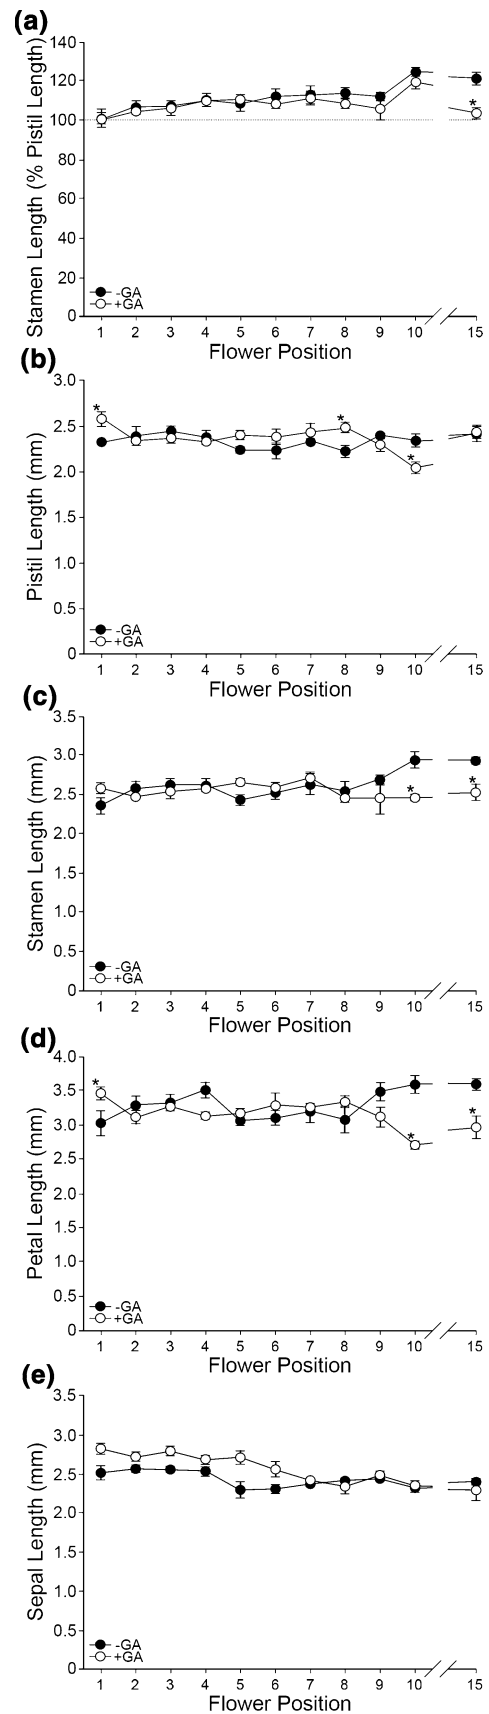 (a)
Stamen Length (% Pistil Length)
140
120
100
80
60
40
20
0
*
-GA
+GA
1 2 3 4 5 6 7 8 9 10 15
Flower Position
(b)
Pistil Length (mm)
3.0
2.5
2.0
1.5
1.0
0.5
0
* * *
-GA
+GA
1 2 3 4 5 6 7 8 9 10 15
Flower Position
(c)
Stamen Length (mm)
3.5
3.0
2.5
2.0
1.5
1.0
0.5
0
* *
-GA
+GA
1 2 3 4 5 6 7 8 9 10 15
Flower Position
(d)
Petal Length (mm)
4.0
3.5
3.0
2.5
2.0
1.5
1.0
0.5
0
* * *
-GA
+GA
1 2 3 4 5 6 7 8 9 10 15
Flower Position
(e)
Sepal Length (mm)
3.5
3.0
2.5
2.0
1.5
1.0
0.5
0
-GA
+GA
1 2 3 4 5 6 7 8 9 10 15
Flower Position